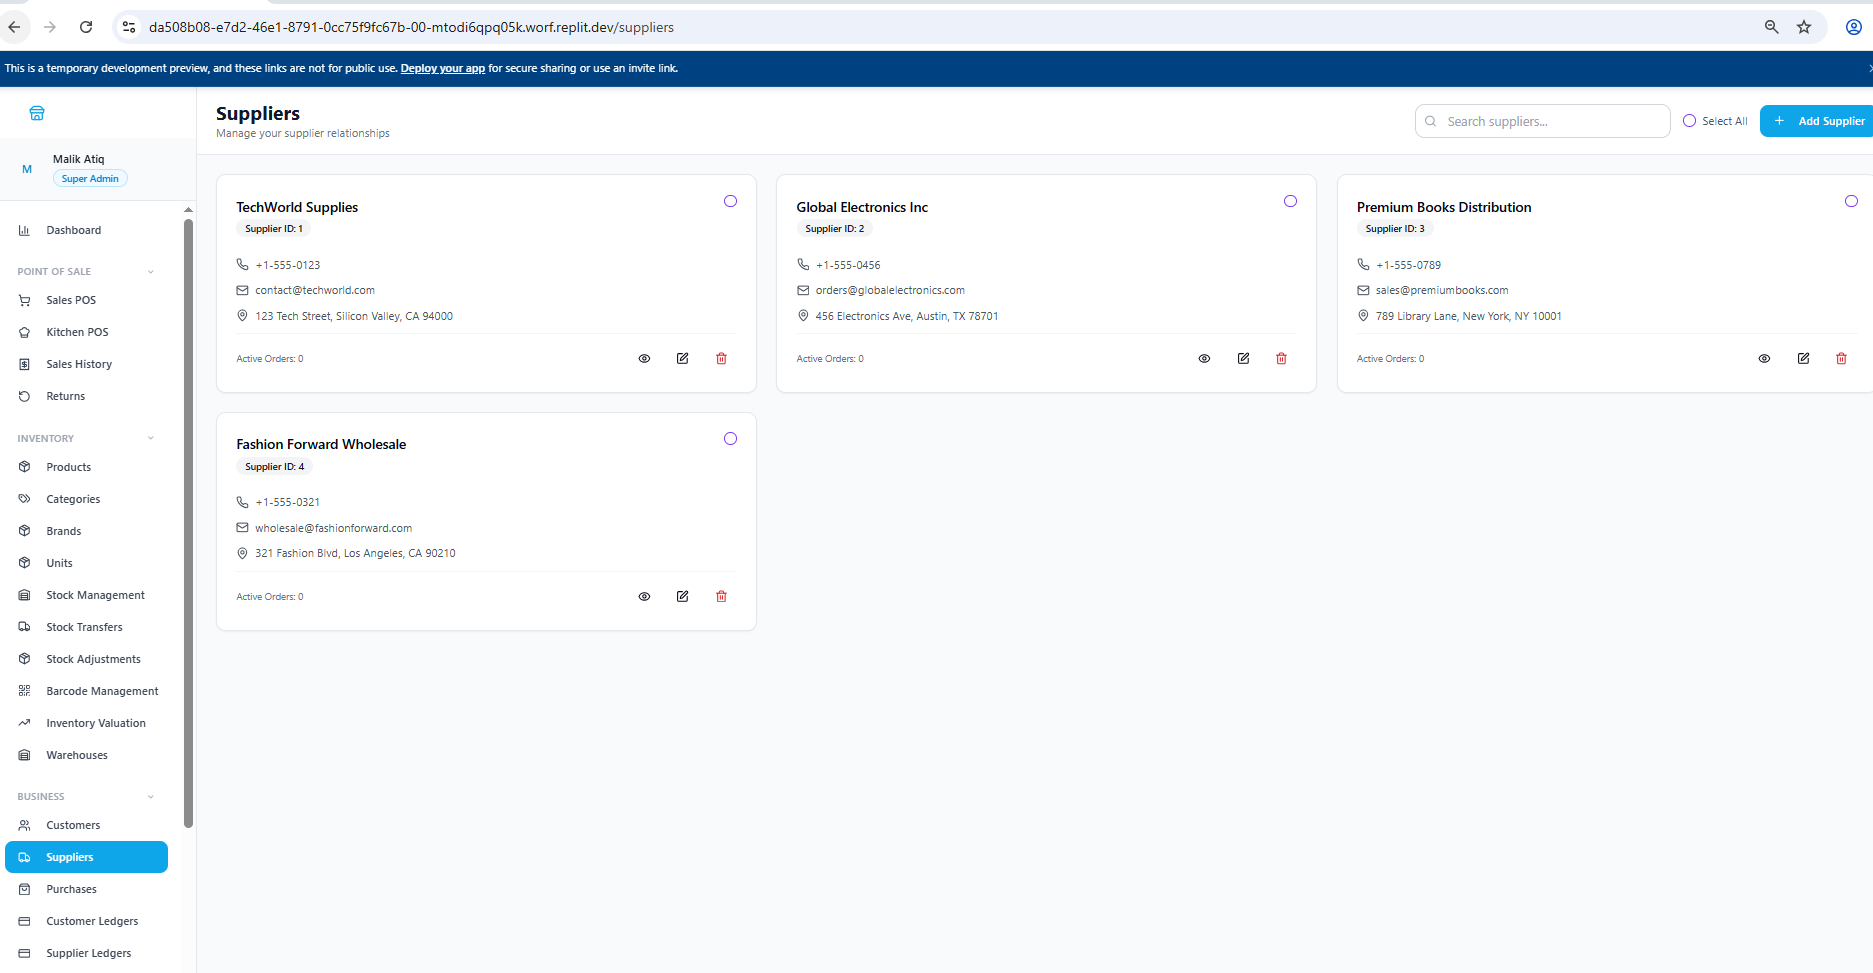 da508b08-e7d2-46e1-8791-0cc75f9fc67b-00-mtodi6qpq05k.worf.replit.dev/suppliers
This is a temporary development preview, and these links are not for public use. Deploy your app for secure sharing or use an invite link.
M
Malik Atiq
Super Admin
Dashboard
POINT OF SALE
Sales POS
Kitchen POS
Sales History
Returns
INVENTORY
Products
Categories
Brands
Units
Stock Management
Stock Transfers
Stock Adjustments
Barcode Management
Inventory Valuation
Warehouses
BUSINESS
Customers
Suppliers
Purchases
Customer Ledgers
Supplier Ledgers
Suppliers
Manage your supplier relationships
Search suppliers...
Select All
+ Add Supplier
TechWorld Supplies
Supplier ID: 1
+1-555-0123
contact@techworld.com
123 Tech Street, Silicon Valley, CA 94000
Active Orders: 0
Global Electronics Inc
Supplier ID: 2
+1-555-0456
orders@globalelectronics.com
456 Electronics Ave, Austin, TX 78701
Active Orders: 0
Premium Books Distribution
Supplier ID: 3
+1-555-0789
sales@premiumbooks.com
789 Library Lane, New York, NY 10001
Active Orders: 0
Fashion Forward Wholesale
Supplier ID: 4
+1-555-0321
wholesale@fashionforward.com
321 Fashion Blvd, Los Angeles, CA 90210
Active Orders: 0